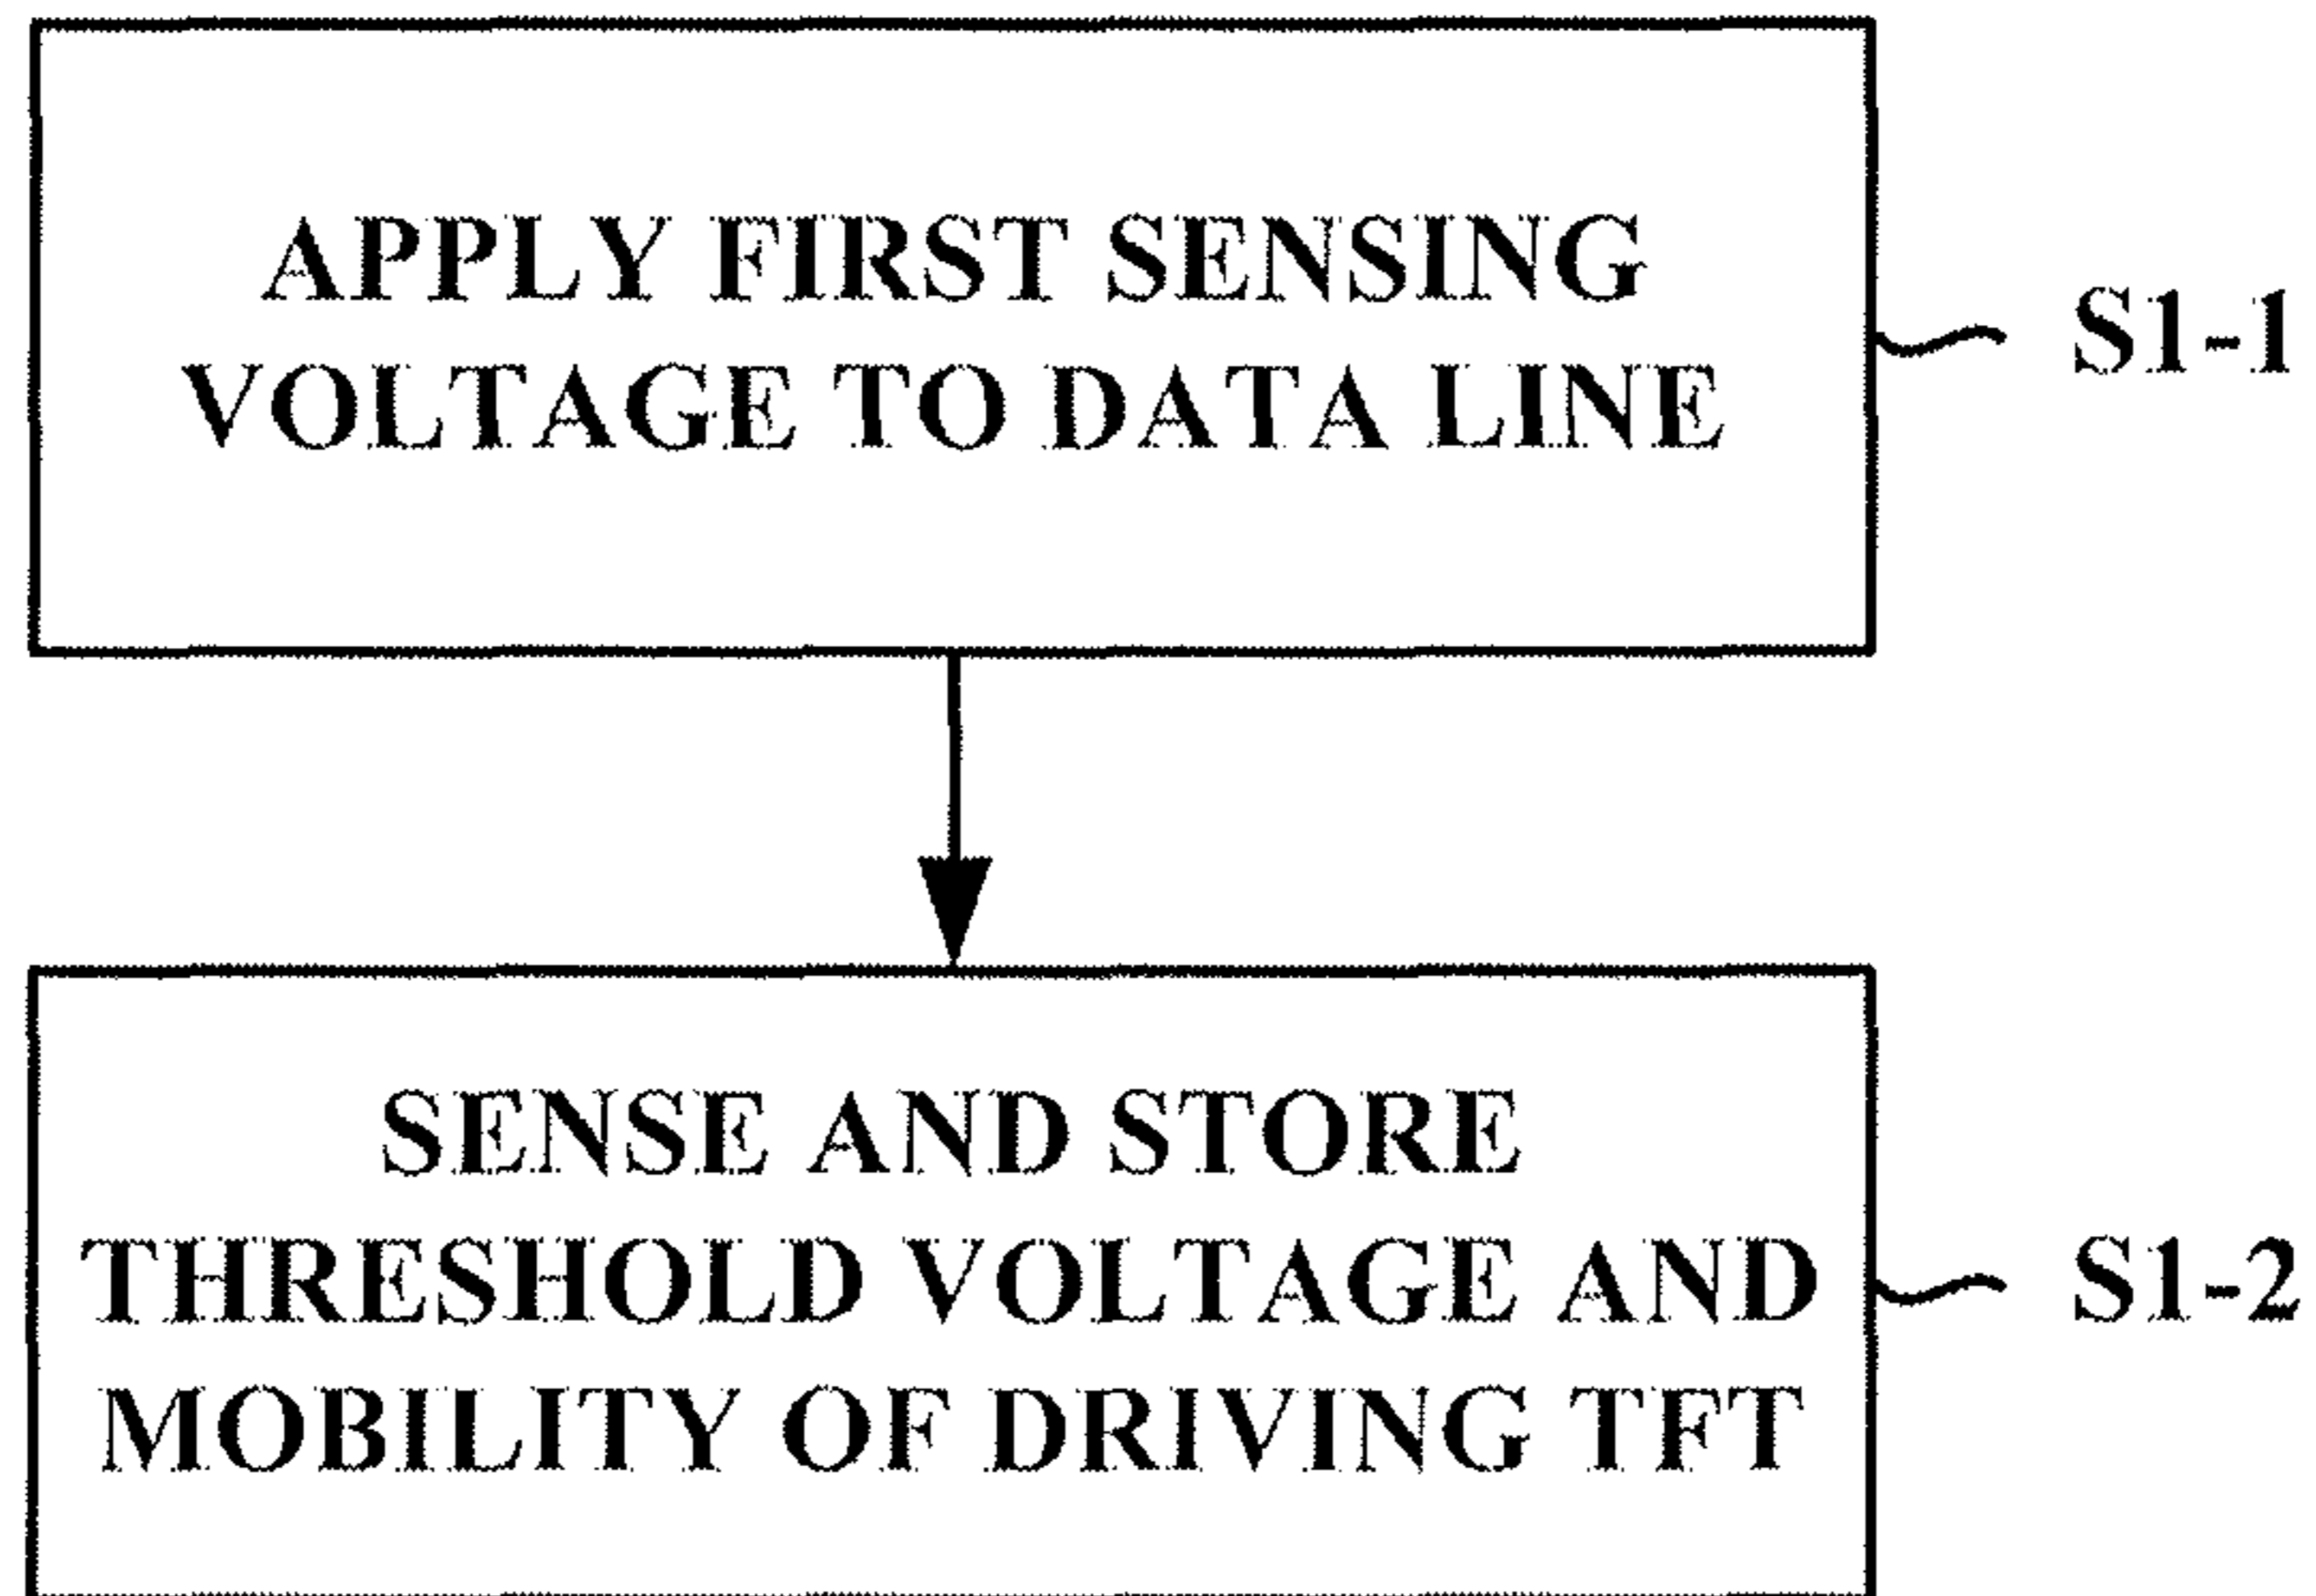 APPLY FIRST SENSING
VOLTAGE TO DATA LINE
S1-1
SENSE AND STORE
THRESHOLD VOLTAGE AND
MOBILITY OF DRIVING TFT
S1-2